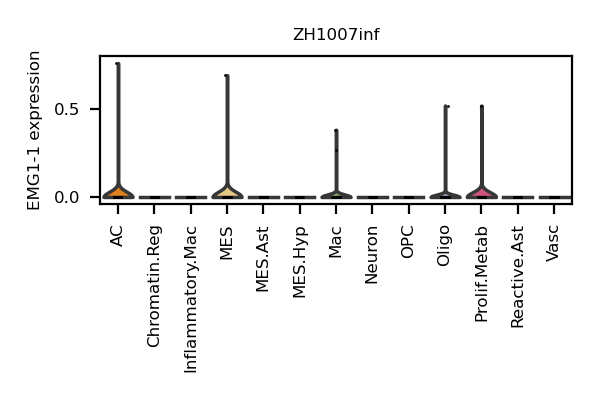 ZH1007inf
EMG1-1 expression
0.5
0.0
AC
Chromatin.Reg
Inflammatory.Mac
MES
MES.Ast
MES.Hyp
Mac
Neuron
OPC
Oligo
Prolif.Metab
Reactive.Ast
Vasc